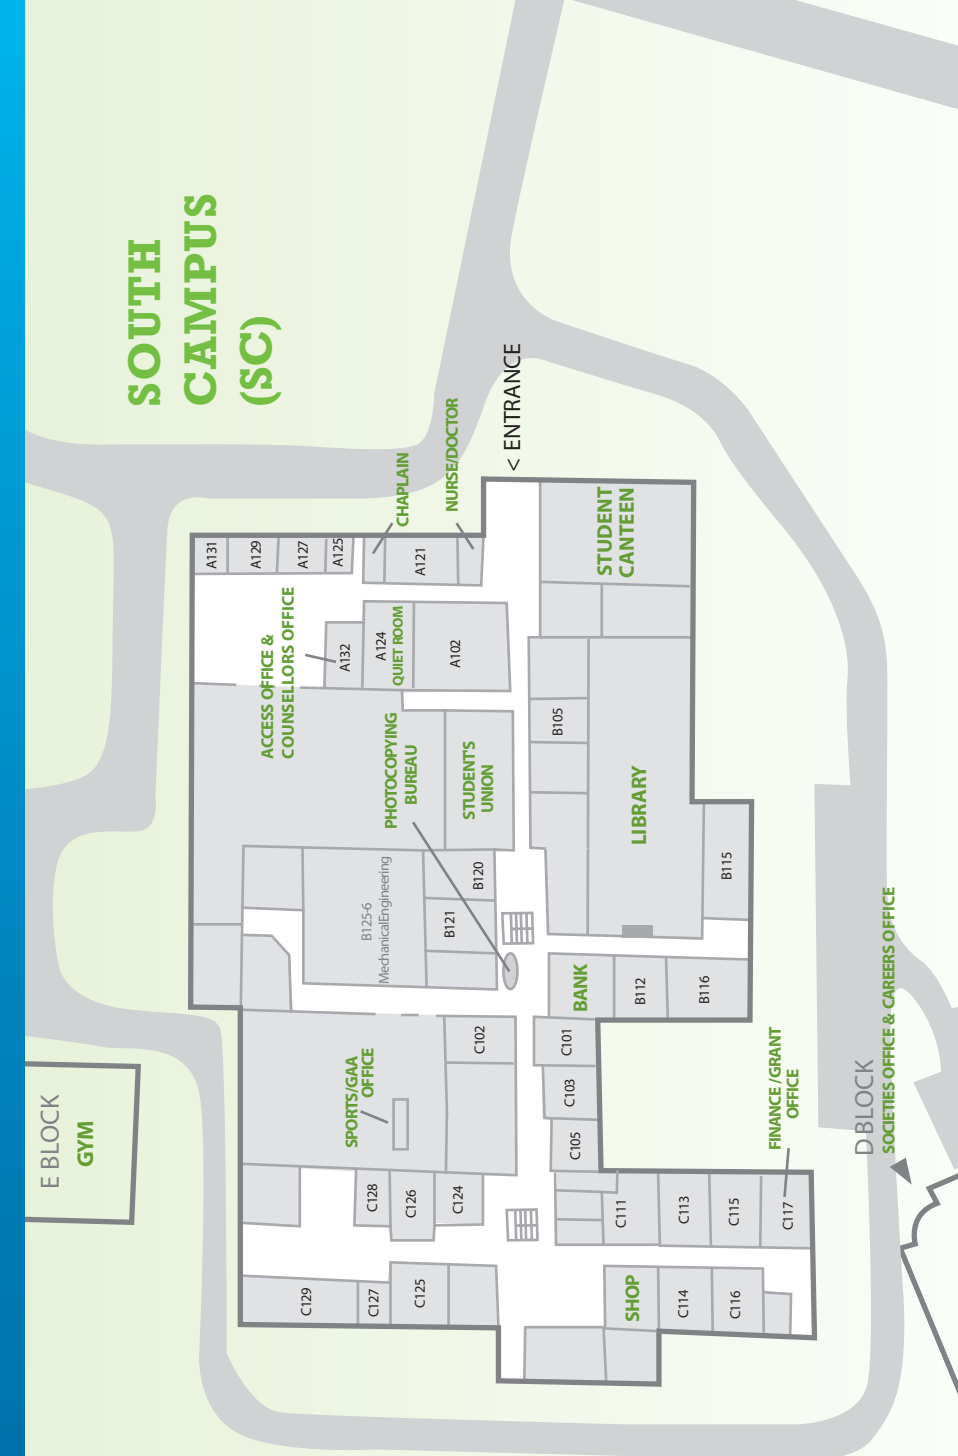 SOUTH
CAMPUS
(SC)
E BLOCK
GYM
C129
C127
C125
C128
C126
C124
SPORTS/GAA
OFFICE
C102
B125-6
MechanicalEngineering
B121
B120
PHOTOCOPYING
BUREAU
STUDENT'S
UNION
ACCESS OFFICE &
COUNSELLORS OFFICE
A132
A124
QUIET ROOM
A102
A131
A129
A127
A125
CHAPLAIN
A121
NURSE/DOCTOR
< ENTRANCE
STUDENT
CANTEEN
B105
LIBRARY
B115
BANK
B112
B116
C101
C103
C105
C111
C113
C115
C117
FINANCE /GRANT
OFFICE
SHOP
C114
C116
D BLOCK
SOCIETIES OFFICE & CAREERS OFFICE